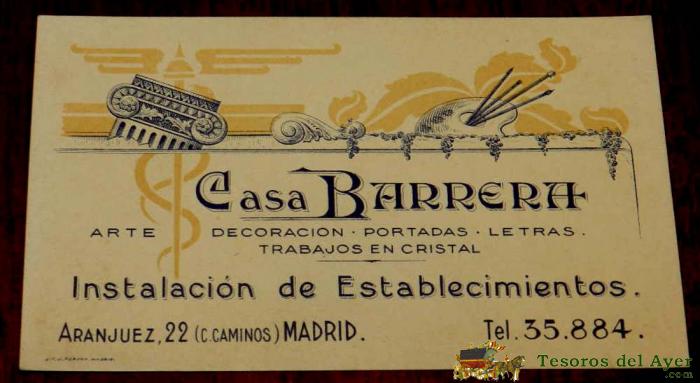 Casa BARRERA
ARTE DECORACION · PORTADAS · LETRAS.
TRABAJOS EN CRISTAL
Instalación de Establecimientos.
ARANJUEZ, 22 (C. CAMINOS) MADRID. Tel. 35.884.
Tesoros del Ayer
.com